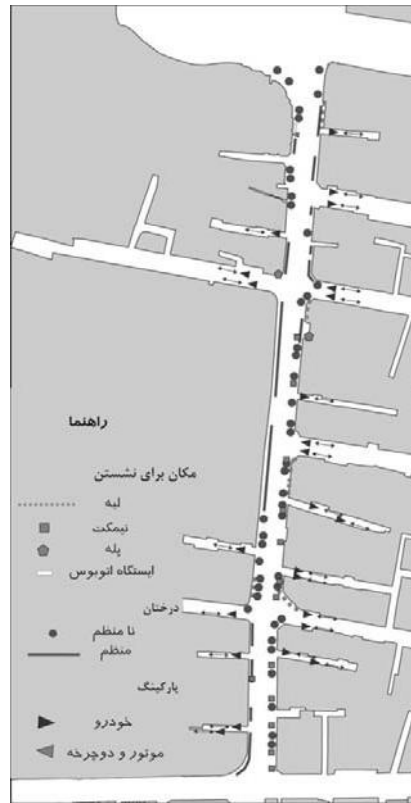 راهنما
مکان برای نشستن
لبه
نیمکت
پله
ایستگاه اتوبوس
درختان
نا منظم
منظم
پارکینگ
خودرو
موتور و دوچرخه